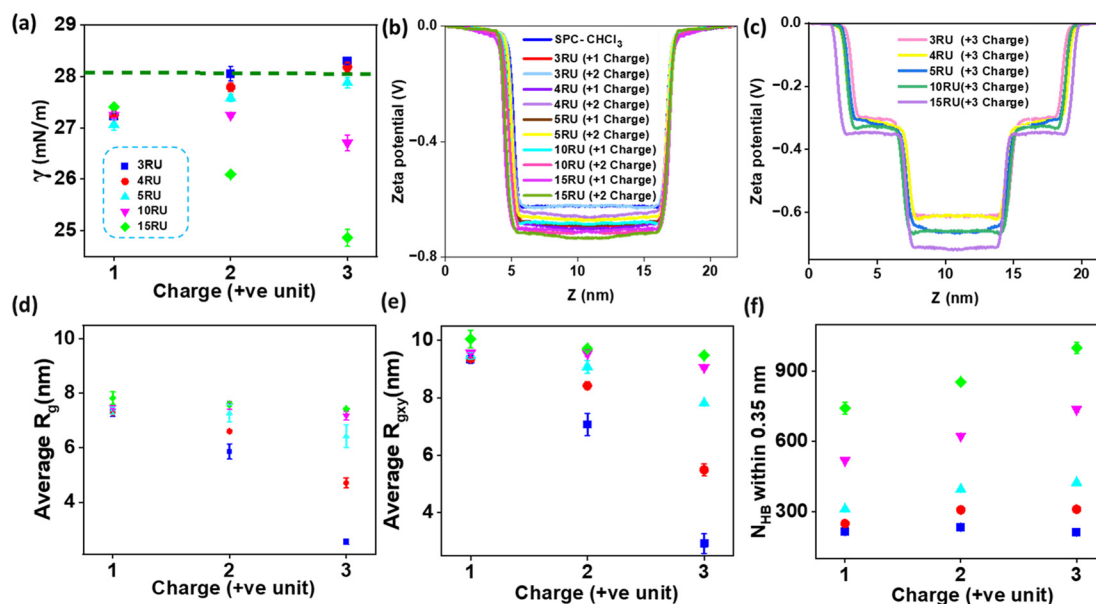 (a)
29
28
27
26
25
γ (mN/m)
3RU
4RU
5RU
10RU
15RU
1 2 3
Charge (+ve unit)
(b)
0.0
−0.4
−0.8
Zeta potential (V)
SPC- CHCl3
3RU (+1 Charge)
3RU (+2 Charge)
4RU (+1 Charge)
4RU (+2 Charge)
5RU (+1 Charge)
5RU (+2 Charge)
10RU (+1 Charge)
10RU (+2 Charge)
15RU (+1 Charge)
15RU (+2 Charge)
0 5 10 15 20
Z (nm)
(c)
0.0
-0.2
-0.4
-0.6
Zeta potential (V)
3RU (+3 Charge)
4RU (+3 Charge)
5RU (+3 Charge)
10RU (+3 Charge)
15RU(+3 Charge)
0 5 10 15 20
Z (nm)
(d)
10
8
6
4
Average Rg(nm)
1 2 3
Charge (+ve unit)
(e)
10
8
6
4
Average Rgxy(nm)
1 2 3
Charge (+ve unit)
(f)
900
600
300
NHB within 0.35 nm
1 2 3
Charge (+ve unit)